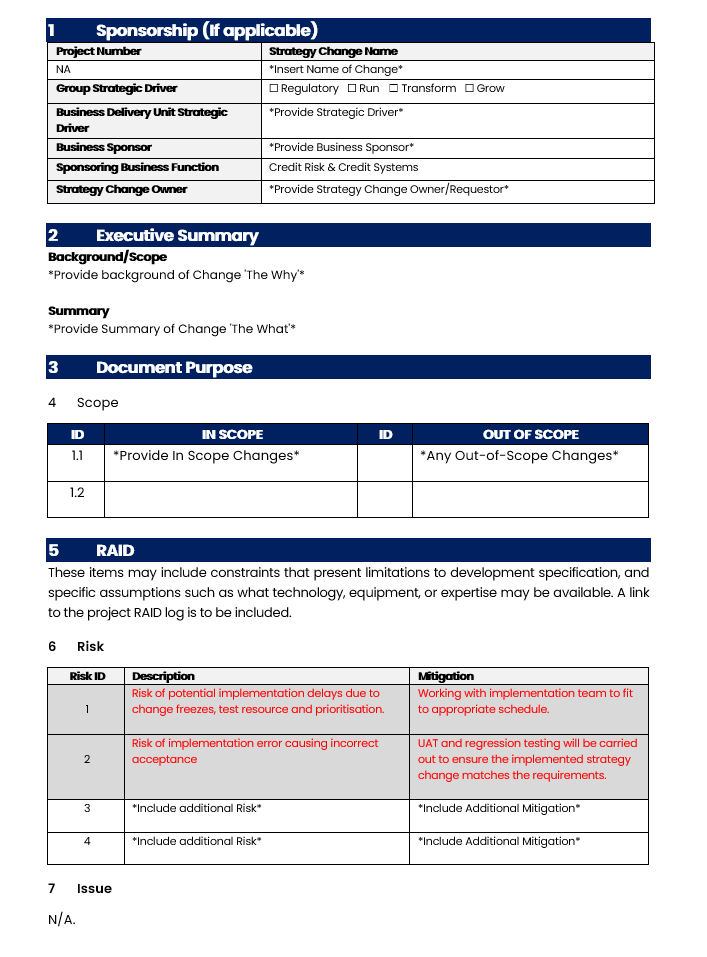 1 Sponsorship (If applicable)
Project Number Strategy Change Name
NA *Insert Name of Change*
Group Strategic Driver ☐ Regulatory ☐ Run ☐ Transform ☐ Grow
Business Delivery Unit Strategic *Provide Strategic Driver*
Driver
Business Sponsor *Provide Business Sponsor*
Sponsoring Business Function Credit Risk & Credit Systems
Strategy Change Owner *Provide Strategy Change Owner/Requestor*
2 Executive Summary
Background/Scope
*Provide background of Change 'The Why'*
Summary
*Provide Summary of Change 'The What'*
3 Document Purpose
4 Scope
ID IN SCOPE ID OUT OF SCOPE
1.1 *Provide In Scope Changes* *Any Out-of-Scope Changes*
1.2
5 RAID
These items may include constraints that present limitations to development specification, and
specific assumptions such as what technology, equipment, or expertise may be available. A link
to the project RAID log is to be included.
6 Risk
Risk ID Description Mitigation
Risk of potential implementation delays due to Working with implementation team to fit
1 change freezes, test resource and prioritisation. to appropriate schedule.
Risk of implementation error causing incorrect UAT and regression testing will be carried
2 acceptance out to ensure the implemented strategy
change matches the requirements.
3 *Include additional Risk* *Include Additional Mitigation*
4 *Include additional Risk* *Include Additional Mitigation*
7 Issue
N/A.